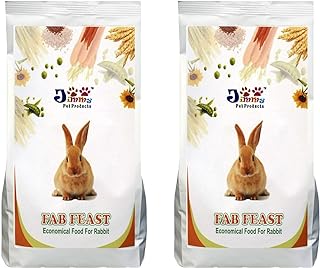 Jimmy
Pet Products
FAB FEAST
Economical Food For Rabbit
Jimmy
Pet Products
FAB FEAST
Economical Food For Rabbit